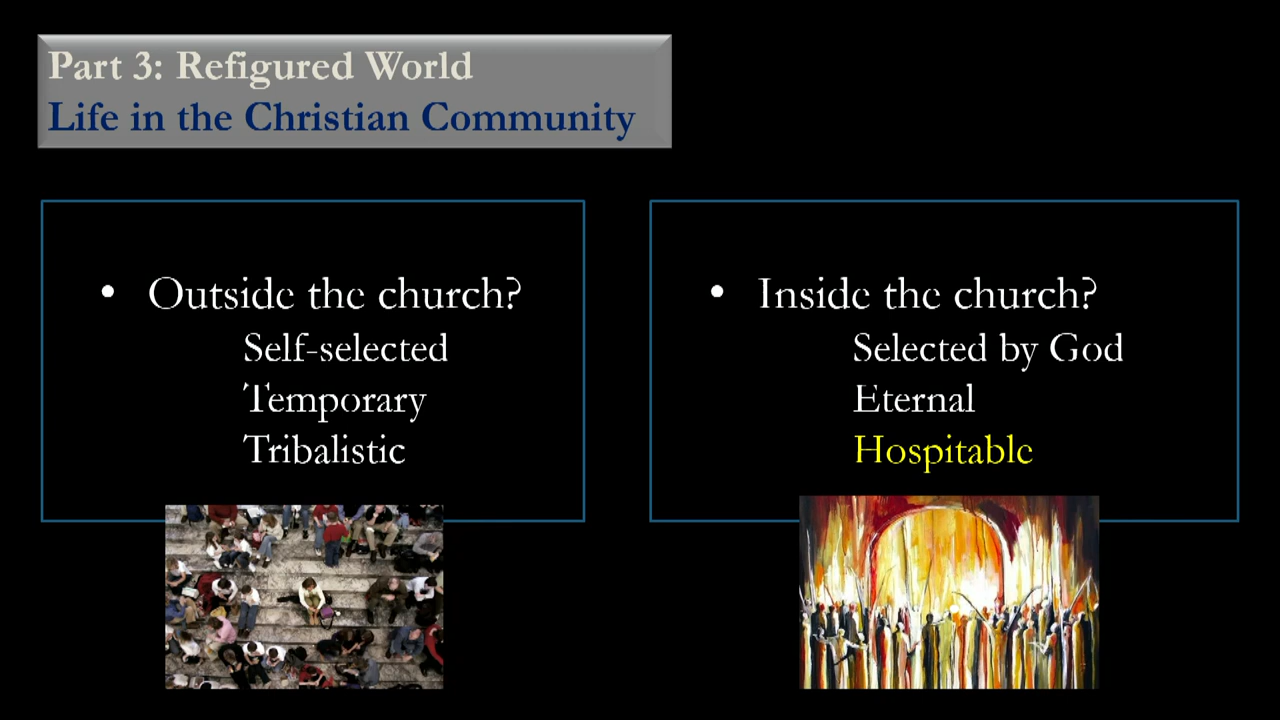 Part 3: Refigured World
Life in the Christian Community
• Outside the church?
Self-selected
Temporary
Tribalistic
• Inside the church?
Selected by God
Eternal
Hospitable